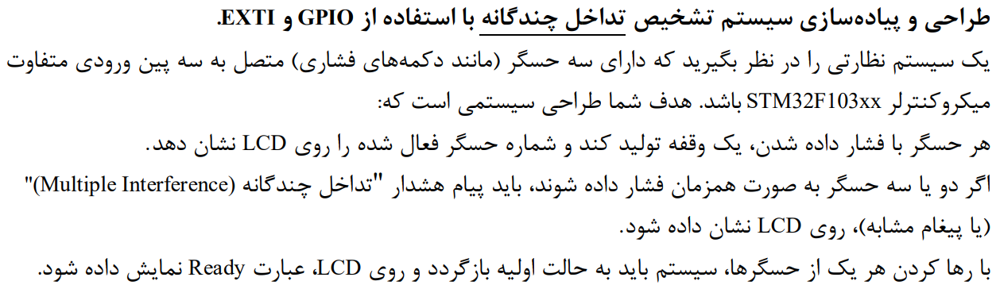 طراحی و پیاده‌سازی سیستم تشخیص تداخل چندگانه با استفاده از GPIO و EXTI.
یک سیستم نظارتی را در نظر بگیرید که دارای سه حسگر (مانند دکمه‌های فشاری) متصل به سه پین ورودی متفاوت
میکروکنترلر STM32F103xx باشد. هدف شما طراحی سیستمی است که:
هر حسگر با فشار داده شدن، یک وقفه تولید کند و شماره حسگر فعال شده را روی LCD نشان دهد.
اگر دو یا سه حسگر به صورت همزمان فشار داده شوند، باید پیام هشدار "تداخل چندگانه (Multiple Interference)"
(یا پیغام مشابه)، روی LCD نشان داده شود.
با رها کردن هر یک از حسگرها، سیستم باید به حالت اولیه بازگردد و روی LCD، عبارت Ready نمایش داده شود.